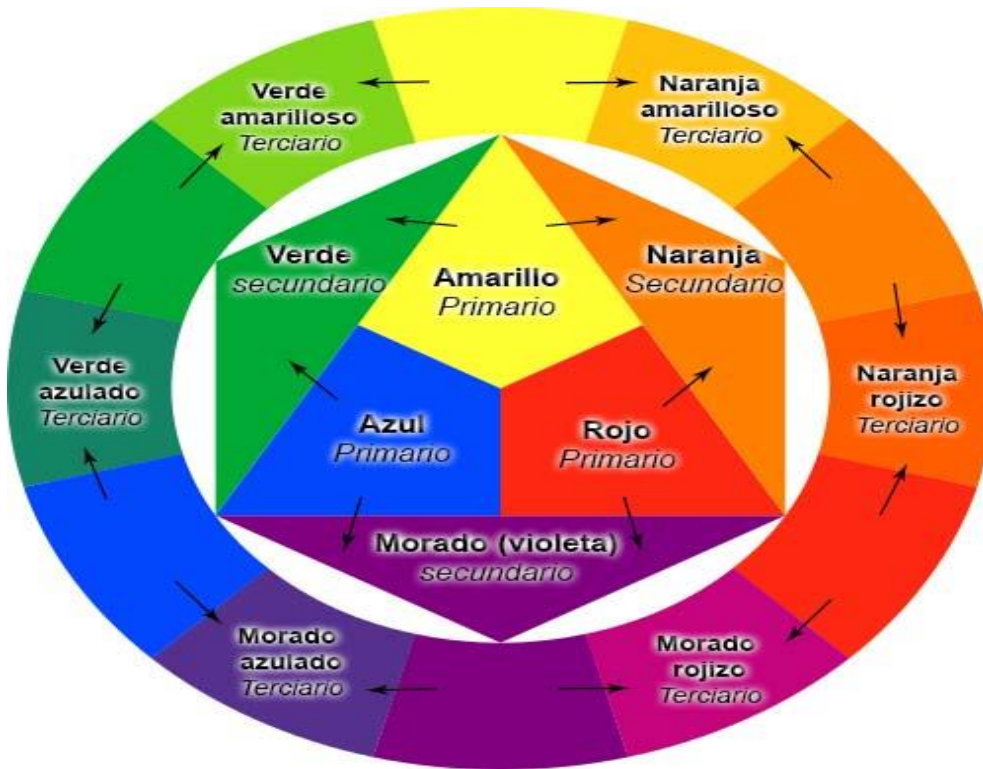 Verde
amarilloso
Terciario
Naranja
amarilloso
Terciario
Verde
secundario
Amarillo
Primario
Naranja
Secundario
Verde
azulado
Terciario
Azul
Primario
Rojo
Primario
Naranja
rojizo
Terciario
Morado (violeta)
secundario
Morado
azulado
Terciario
Morado
rojizo
Terciario